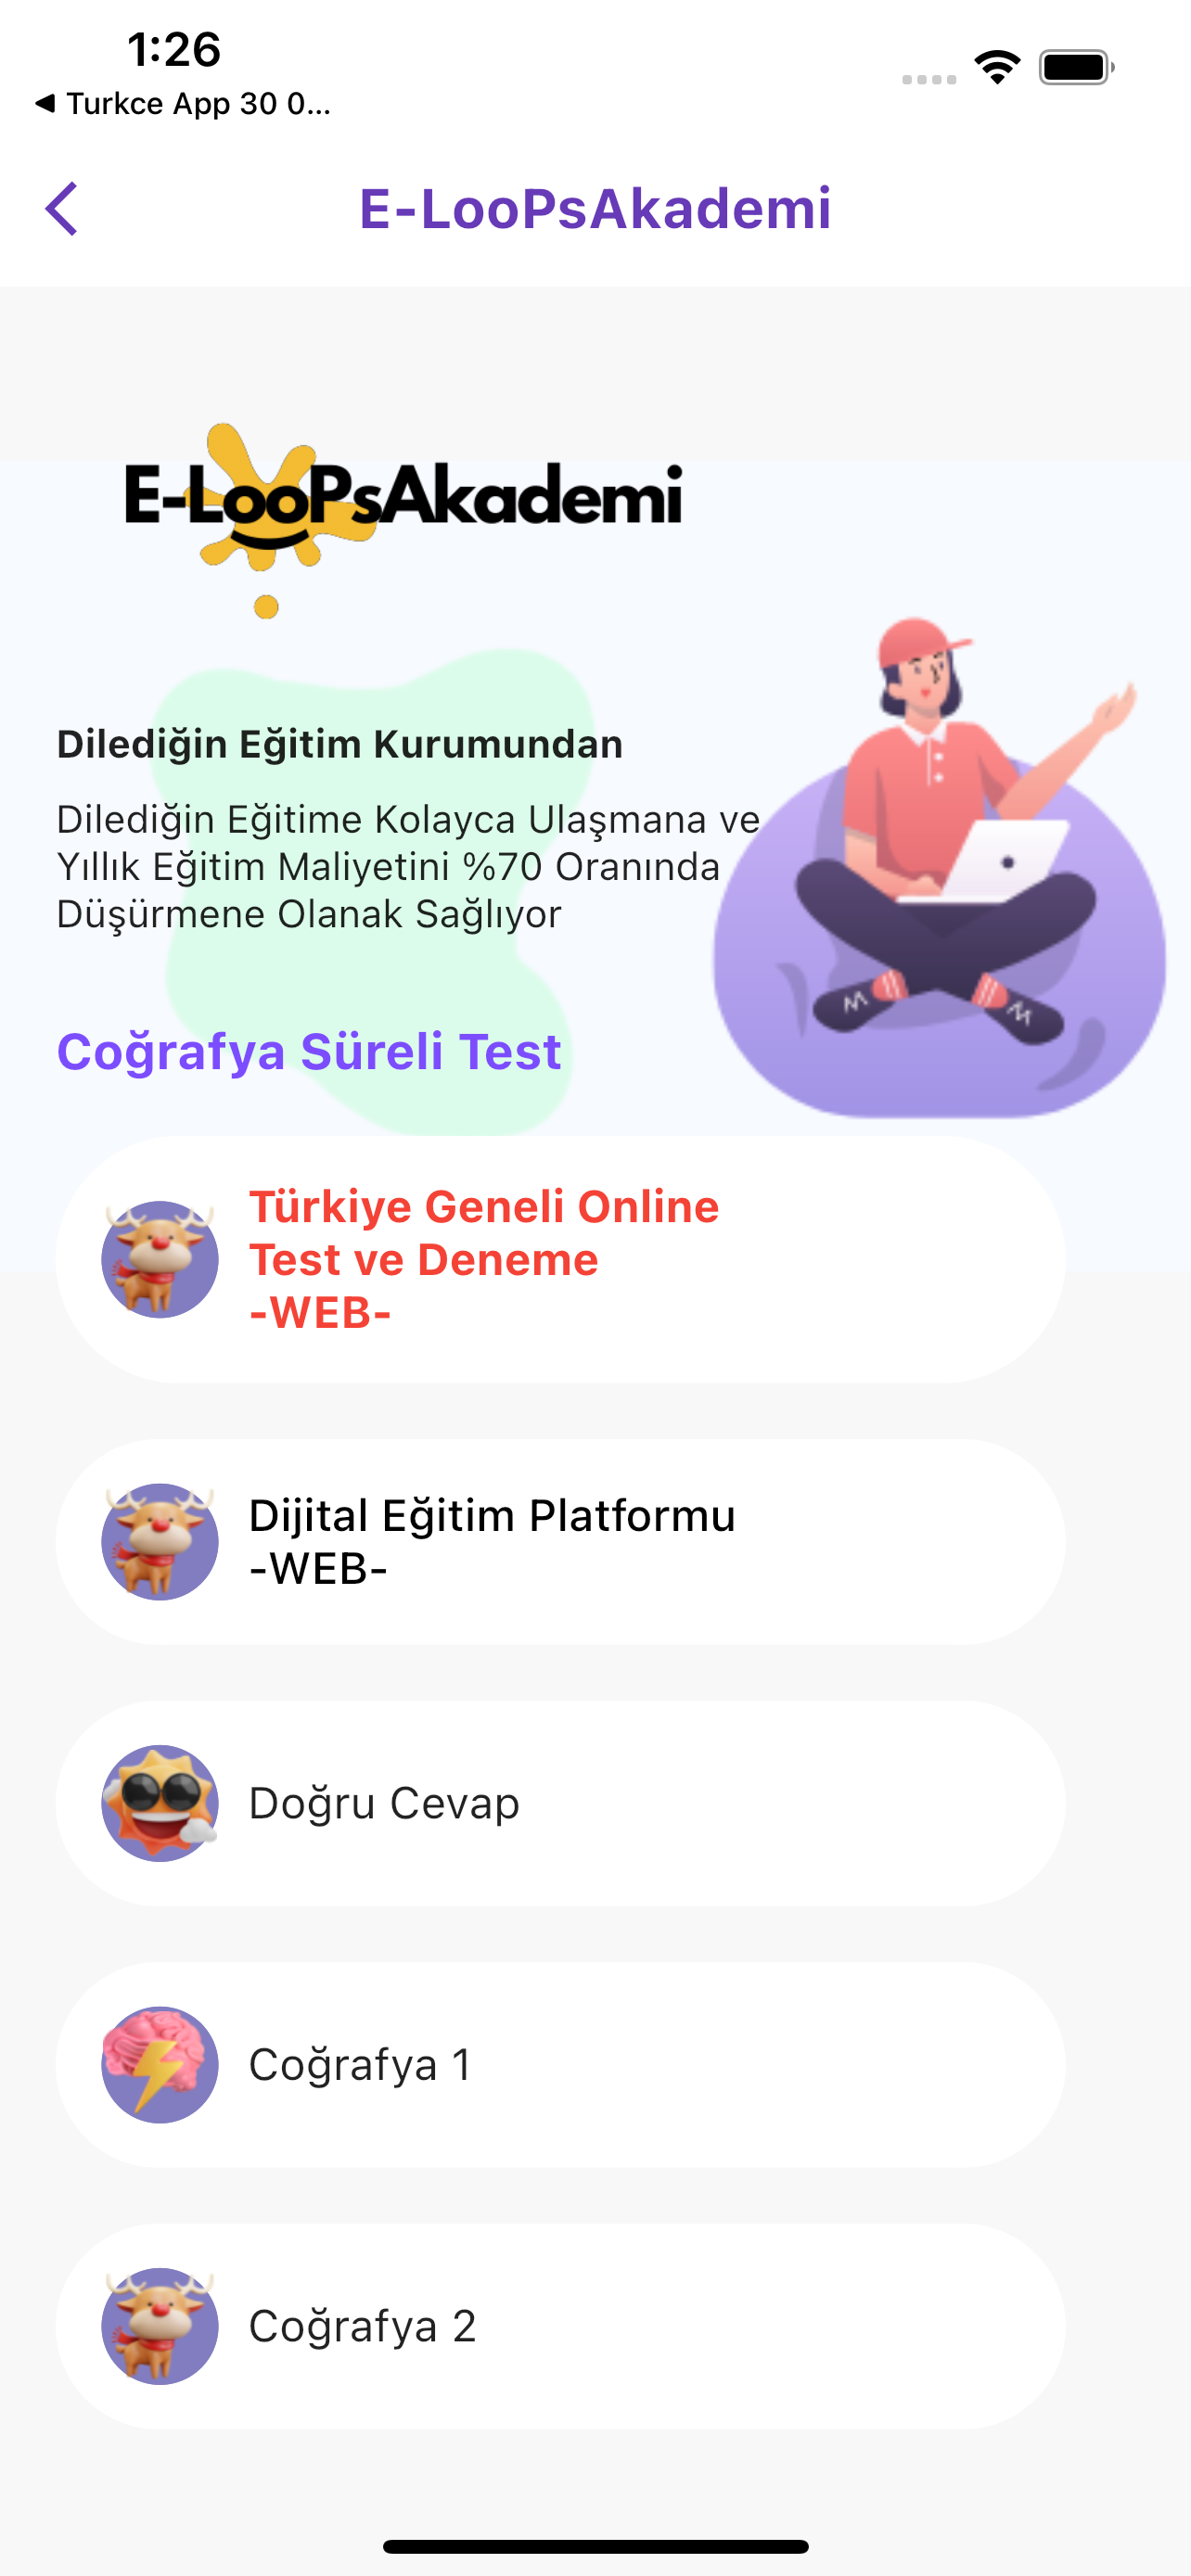 1:26
◀ Turkce App 30 0...
E-LooPsAkademi
E-LooPsAkademi
Dilediğin Eğitim Kurumundan
Dilediğin Eğitime Kolayca Ulaşmana ve
Yıllık Eğitim Maliyetini %70 Oranında
Düşürmene Olanak Sağlıyor
Coğrafya Süreli Test
Türkiye Geneli Online
Test ve Deneme
-WEB-
Dijital Eğitim Platformu
-WEB-
Doğru Cevap
Coğrafya 1
Coğrafya 2